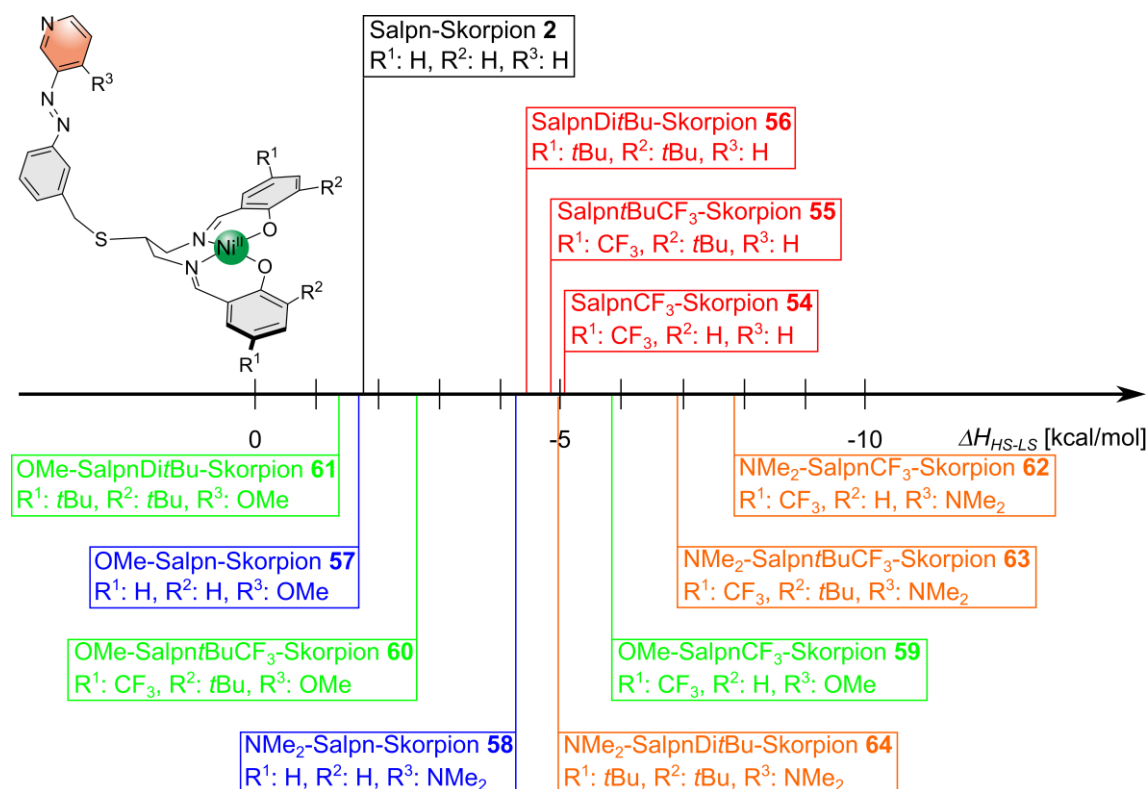 N
R³
N
N
R¹
R²
S
N
O
Niᴵᴵ
N
O
R²
R¹
Salpn-Skorpion 2
R¹: H, R²: H, R³: H
SalpnDitBu-Skorpion 56
R¹: tBu, R²: tBu, R³: H
SalpntBuCF₃-Skorpion 55
R¹: CF₃, R²: tBu, R³: H
SalpnCF₃-Skorpion 54
R¹: CF₃, R²: H, R³: H
0
-5
-10
ΔH_HS-LS [kcal/mol]
OMe-SalpnDitBu-Skorpion 61
R¹: tBu, R²: tBu, R³: OMe
NMe₂-SalpnCF₃-Skorpion 62
R¹: CF₃, R²: H, R³: NMe₂
OMe-Salpn-Skorpion 57
R¹: H, R²: H, R³: OMe
NMe₂-SalpntBuCF₃-Skorpion 63
R¹: CF₃, R²: tBu, R³: NMe₂
OMe-SalpntBuCF₃-Skorpion 60
R¹: CF₃, R²: tBu, R³: OMe
OMe-SalpnCF₃-Skorpion 59
R¹: CF₃, R²: H, R³: OMe
NMe₂-Salpn-Skorpion 58
R¹: H, R²: H, R³: NMe₂
NMe₂-SalpnDitBu-Skorpion 64
R¹: tBu, R²: tBu, R³: NMe₂